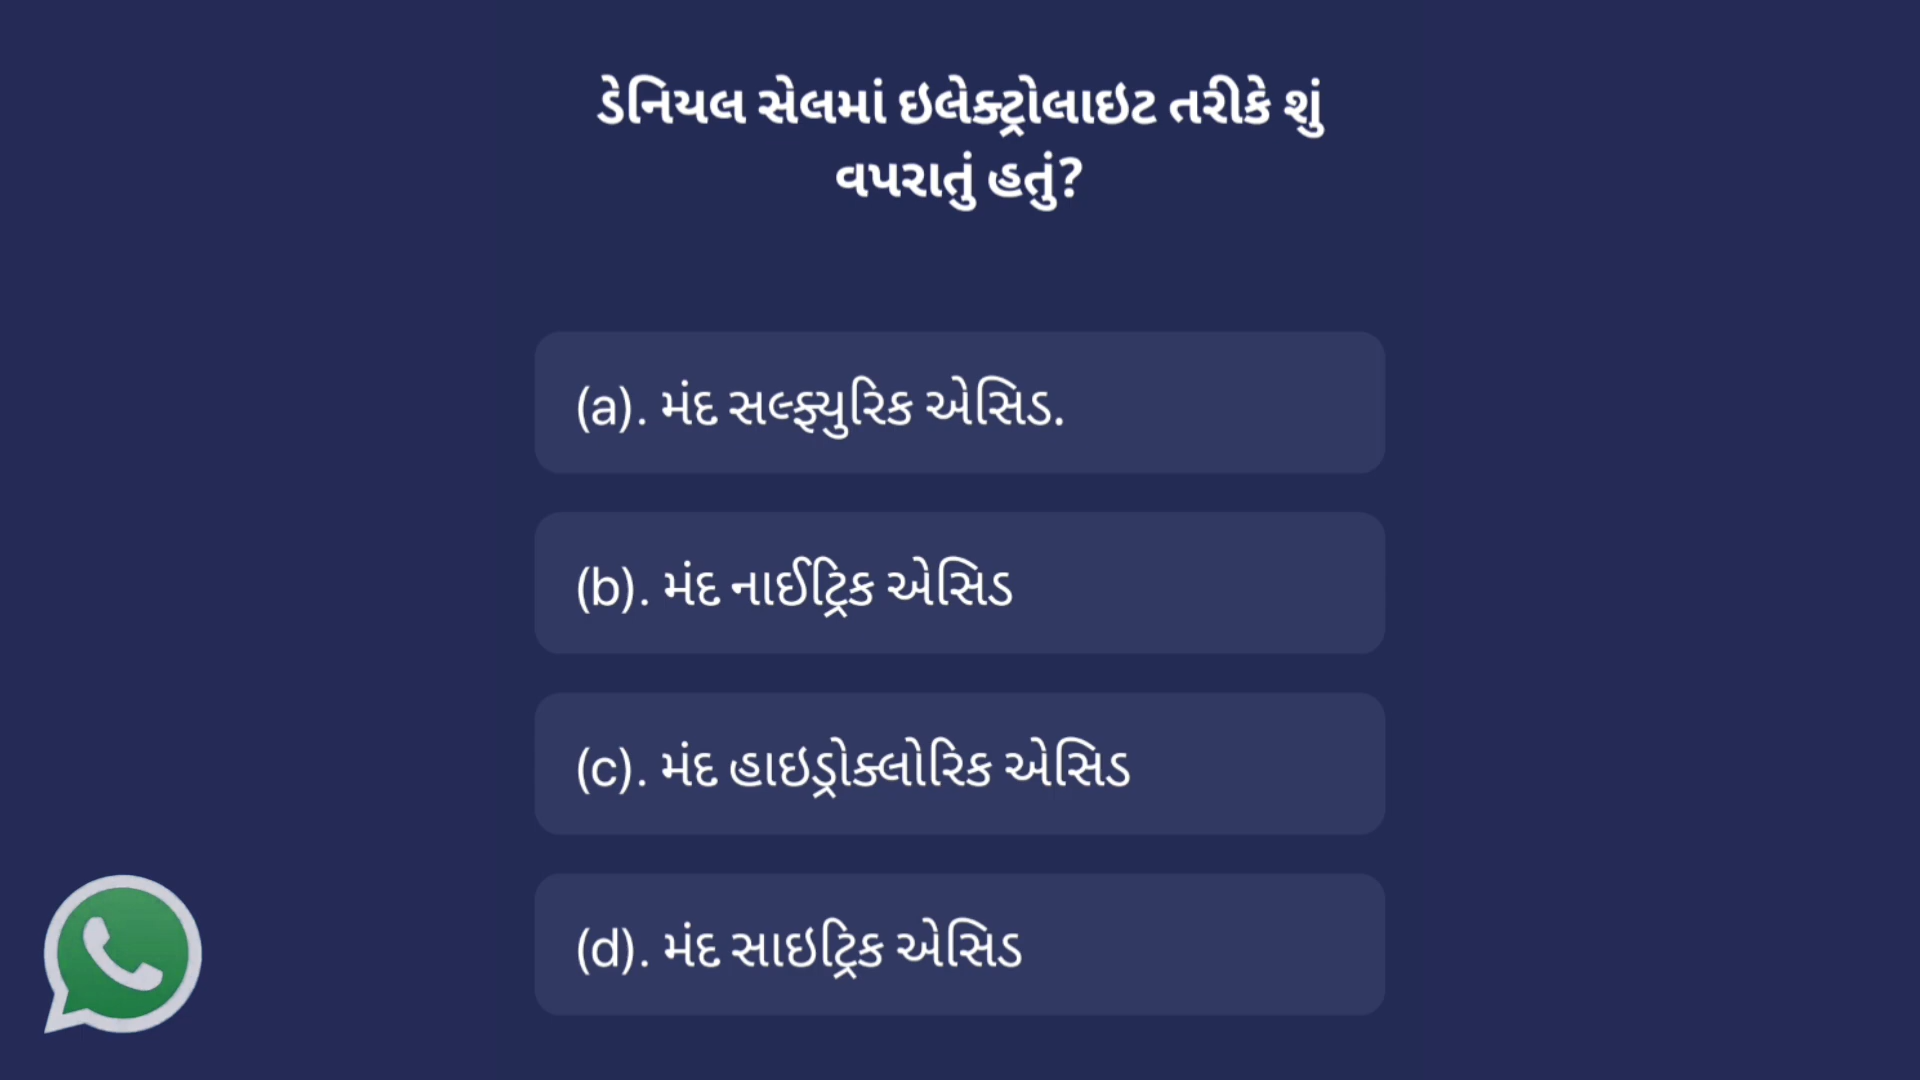 ડેનિયલ સેલમાં ઇલેક્ટ્રોલાઇટ તરીકે શું
વપરાતું હતું?
(a). મંદ સલ્ફ્યુરિક એસિડ.
(b). મંદ નાઈટ્રિક એસિડ
(c). મંદ હાઇડ્રોક્લોરિક એસિડ
(d). મંદ સાઇટ્રિક એસિડ